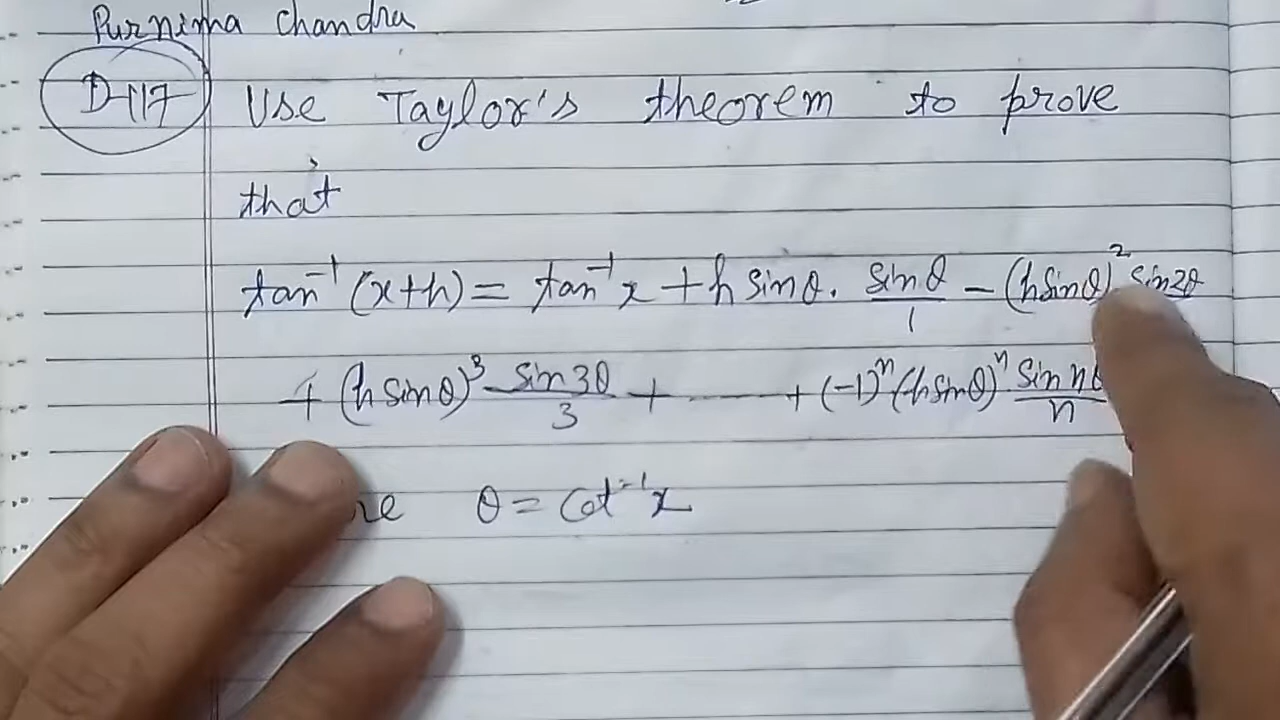 Purnima Chandra
D-117 Use Taylor's theorem to prove
that
tan⁻¹(x+h) = tan⁻¹x + h sinθ. sinθ/1 - (h sinθ)² sin2θ
+ (h sinθ)³ sin3θ/3 + ------ + (-1)ⁿ (h sinθ)ⁿ sin nθ/n
θ = Cot⁻¹x